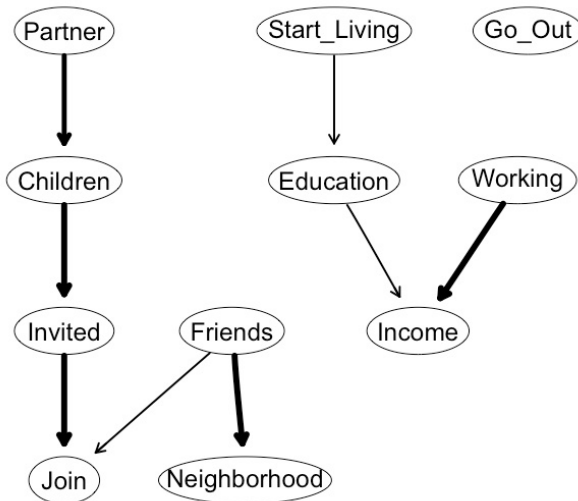 Partner
Start_Living
Go_Out
Children
Education
Working
Invited
Friends
Income
Join
Neighborhood